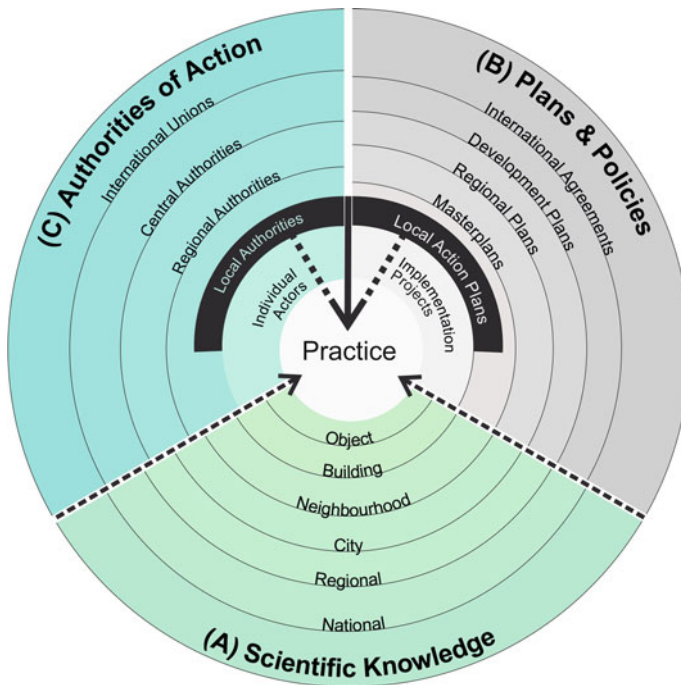 (C) Authorities of Action
International Unions
Central Authorities
Regional Authorities
Local Authorities
Individual
Actors
(B) Plans & Policies
International Agreements
Development Plans
Regional Plans
Masterplans
Local Action Plans
Implementation
Projects
Practice
Object
Building
Neighbourhood
City
Regional
National
(A) Scientific Knowledge